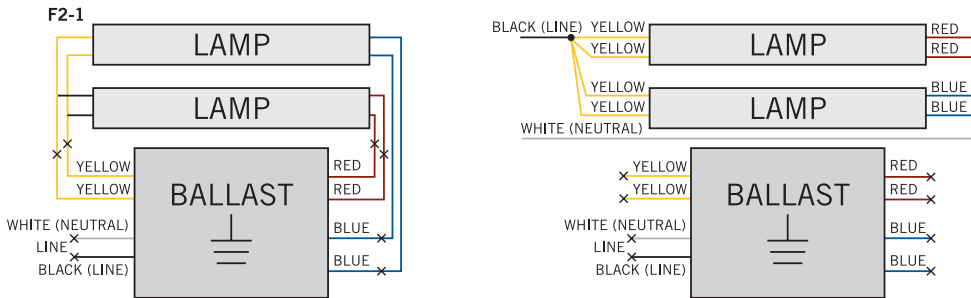 F2-1
LAMP
LAMP
YELLOW
YELLOW
WHITE (NEUTRAL)
LINE
BLACK (LINE)
BALLAST
RED
RED
BLUE
BLUE
BLACK (LINE)
YELLOW
YELLOW
LAMP
RED
RED
YELLOW
YELLOW
LAMP
BLUE
BLUE
WHITE (NEUTRAL)
YELLOW
YELLOW
WHITE (NEUTRAL)
LINE
BLACK (LINE)
BALLAST
RED
RED
BLUE
BLUE